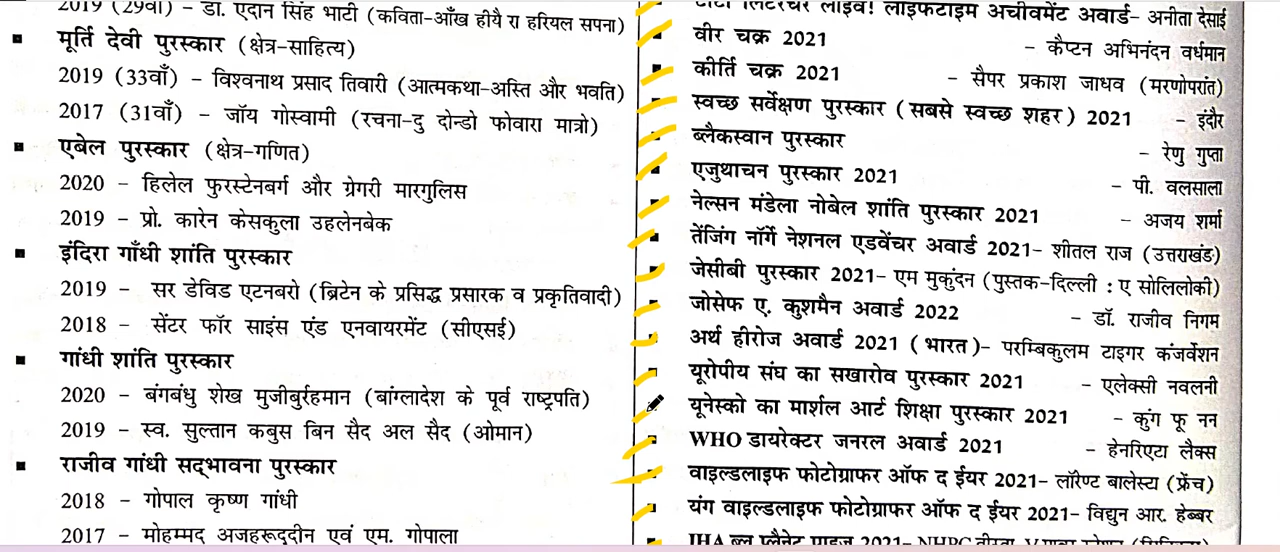 2019 (29वां) – डॉ. एदान सिंह भाटी (कविता-आँख हीयै रा हरियल सपना)
▪ मूर्ति देवी पुरस्कार (क्षेत्र-साहित्य)
2019 (33वाँ) – विश्वनाथ प्रसाद तिवारी (आत्मकथा-अस्ति और भवति)
2017 (31वाँ) – जॉय गोस्वामी (रचना-दु दोन्डो फोवारा मात्रो)
▪ एबेल पुरस्कार (क्षेत्र-गणित)
2020 – हिलेल फुरस्टेनबर्ग और ग्रेगरी मारगुलिस
2019 – प्रो. कारेन केसकुला उहलेनबेक
▪ इंदिरा गाँधी शांति पुरस्कार
2019 – सर डेविड एटनबरो (ब्रिटेन के प्रसिद्ध प्रसारक व प्रकृतिवादी)
2018 – सेंटर फॉर साइंस एंड एनवायरमेंट (सीएसई)
▪ गांधी शांति पुरस्कार
2020 – बंगबंधु शेख मुजीबुर्रहमान (बांग्लादेश के पूर्व राष्ट्रपति)
2019 – स्व. सुल्तान कबुस बिन सैद अल सैद (ओमान)
▪ राजीव गांधी सद्भावना पुरस्कार
2018 – गोपाल कृष्ण गांधी
2017 – मोहम्मद अजहरूद्दीन एवं एम. गोपाला
टाटा लिटरेचर लाइव! लाइफटाइम अचीवमेंट अवार्ड– अनीता देसाई
▪ वीर चक्र 2021 – कैप्टन अभिनंदन वर्धमान
▪ कीर्ति चक्र 2021 – सैपर प्रकाश जाधव (मरणोपरांत)
▪ स्वच्छ सर्वेक्षण पुरस्कार (सबसे स्वच्छ शहर) 2021 – इंदौर
▪ ब्लैकस्वान पुरस्कार – रेणु गुप्ता
▪ एजुथाचन पुरस्कार 2021 – पी. वलसाला
▪ नेल्सन मंडेला नोबेल शांति पुरस्कार 2021 – अजय शर्मा
▪ तेंजिंग नॉर्गे नेशनल एडवेंचर अवार्ड 2021– शीतल राज (उत्तराखंड)
▪ जेसीबी पुरस्कार 2021– एम मुकुंदन (पुस्तक-दिल्ली : ए सोलिलोकी)
▪ जोसेफ ए. कुशमैन अवार्ड 2022 – डॉ. राजीव निगम
▪ अर्थ हीरोज अवार्ड 2021 (भारत)– परम्बिकुलम टाइगर कंजर्वेशन
▪ यूरोपीय संघ का सखारोव पुरस्कार 2021 – एलेक्सी नवलनी
▪ यूनेस्को का मार्शल आर्ट शिक्षा पुरस्कार 2021 – कुंग फू नन
▪ WHO डायरेक्टर जनरल अवार्ड 2021 – हेनरिएटा लैक्स
▪ वाइल्डलाइफ फोटोग्राफर ऑफ द ईयर 2021– लॉरेण्ट बालेस्टा (फ्रेंच)
▪ यंग वाइल्डलाइफ फोटोग्राफर ऑफ द ईयर 2021– विद्युन आर. हेब्बर
▪ IHA ब्लू प्लैनेट प्राइज 2021– NHPC